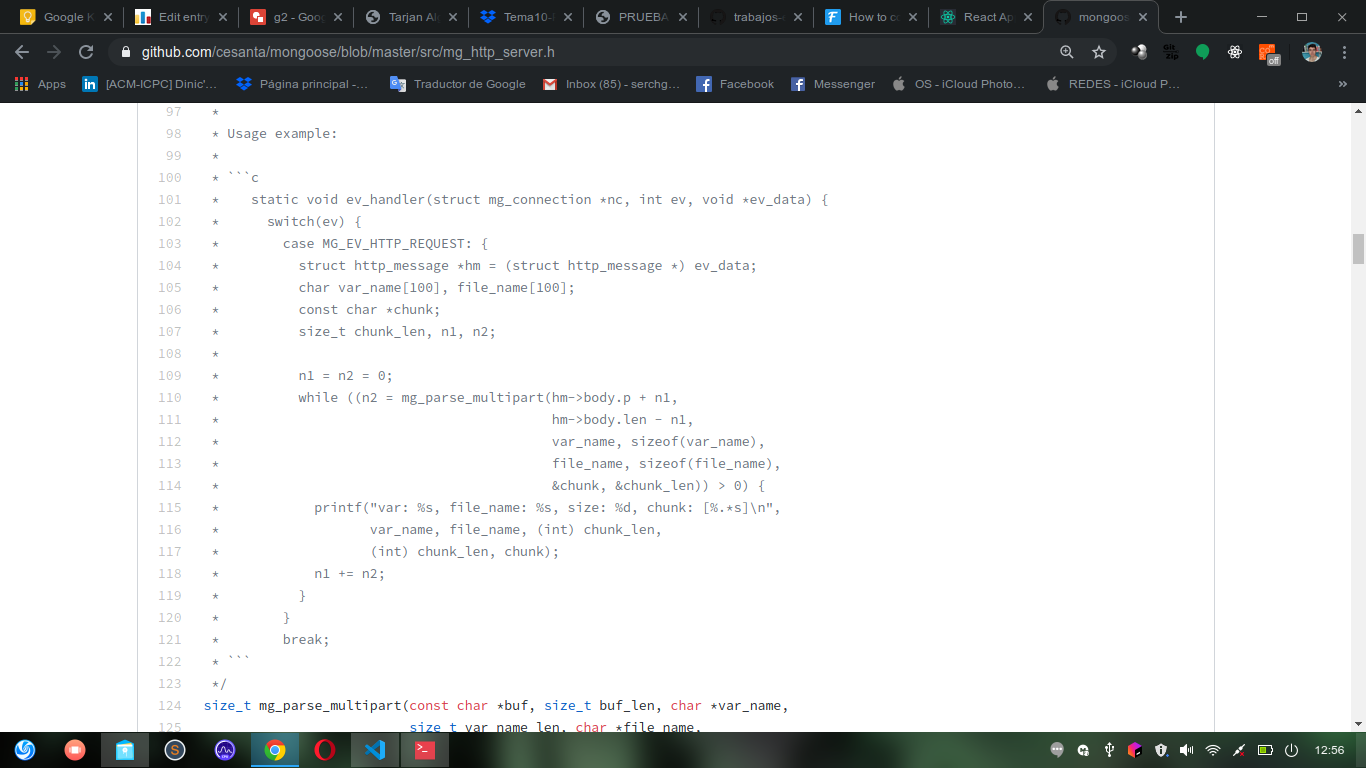 Google K
Edit entry
g2 - Goog
Tarjan Al
Tema10-
PRUEBA
trabajos-
How to c
React Ap
mongoos
github.com/cesanta/mongoose/blob/master/src/mg_http_server.h
Git
Zip
off
Apps
[ACM-ICPC] Dinic'...
Página principal -...
Traductor de Google
Inbox (85) - serchg...
Facebook
Messenger
OS - iCloud Photo...
REDES - iCloud P...
»
97 *
98 * Usage example:
99 *
100 * ```c
101 * static void ev_handler(struct mg_connection *nc, int ev, void *ev_data) {
102 * switch(ev) {
103 * case MG_EV_HTTP_REQUEST: {
104 * struct http_message *hm = (struct http_message *) ev_data;
105 * char var_name[100], file_name[100];
106 * const char *chunk;
107 * size_t chunk_len, n1, n2;
108 *
109 * n1 = n2 = 0;
110 * while ((n2 = mg_parse_multipart(hm->body.p + n1,
111 * hm->body.len - n1,
112 * var_name, sizeof(var_name),
113 * file_name, sizeof(file_name),
114 * &chunk, &chunk_len)) > 0) {
115 * printf("var: %s, file_name: %s, size: %d, chunk: [%.*s]\n",
116 * var_name, file_name, (int) chunk_len,
117 * (int) chunk_len, chunk);
118 * n1 += n2;
119 * }
120 * }
121 * break;
122 * ```
123 */
124 size_t mg_parse_multipart(const char *buf, size_t buf_len, char *var_name,
125 size_t var_name_len, char *file_name,
12:56